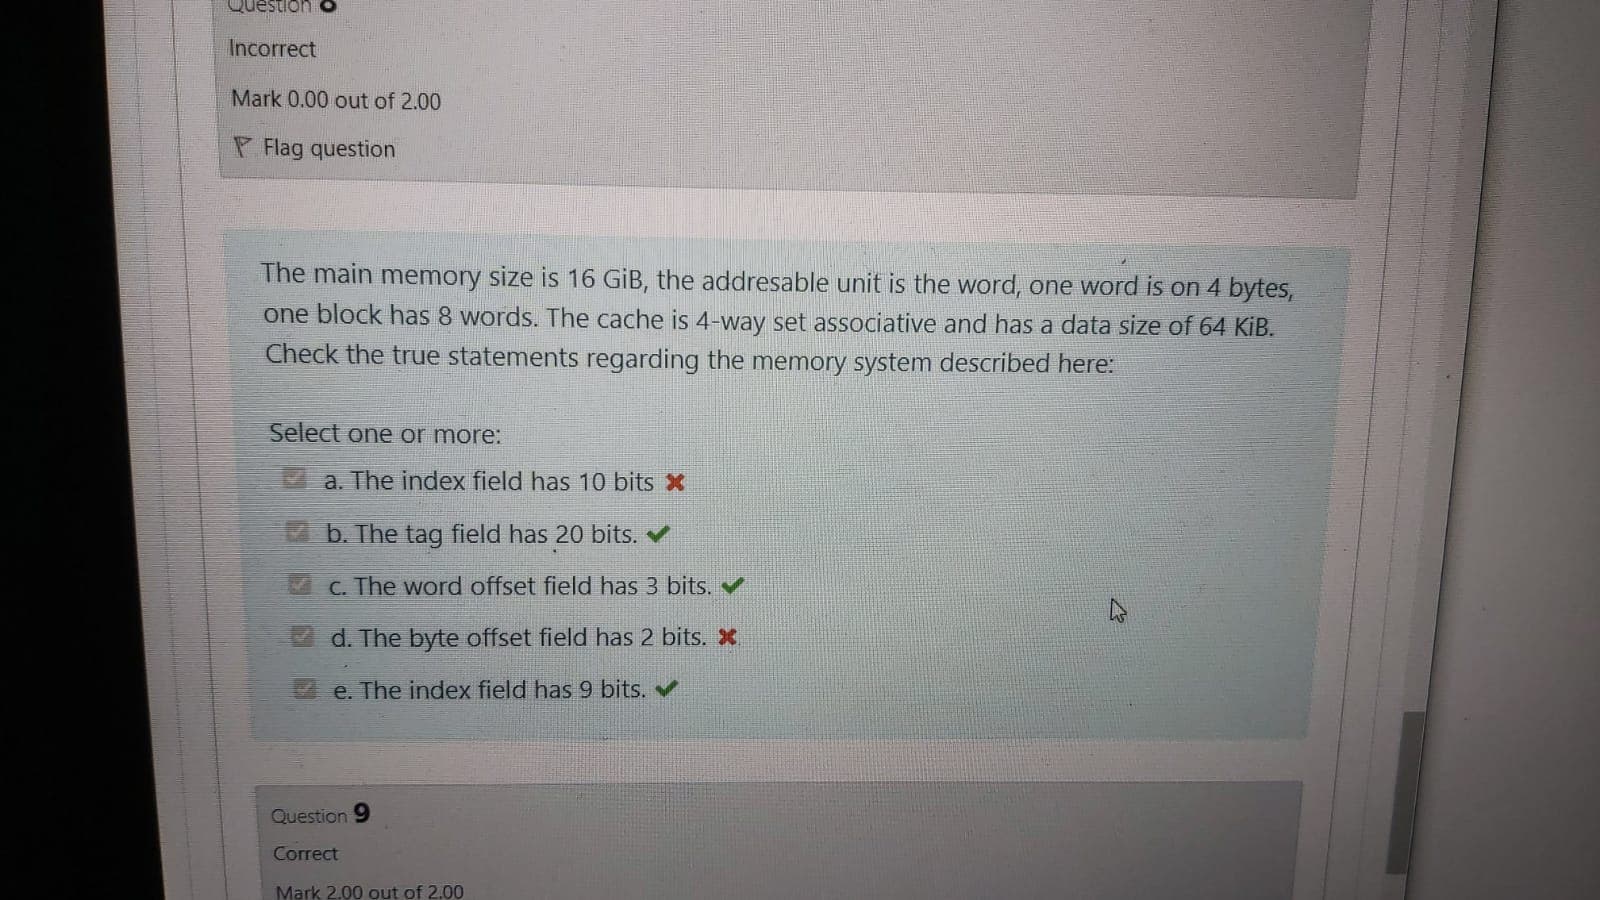 Question 8
Incorrect
Mark 0.00 out of 2.00
Flag question
The main memory size is 16 GiB, the addresable unit is the word, one word is on 4 bytes,
one block has 8 words. The cache is 4-way set associative and has a data size of 64 KiB.
Check the true statements regarding the memory system described here:
Select one or more:
a. The index field has 10 bits
b. The tag field has 20 bits.
c. The word offset field has 3 bits.
d. The byte offset field has 2 bits.
e. The index field has 9 bits.
Question 9
Correct
Mark 2.00 out of 2.00